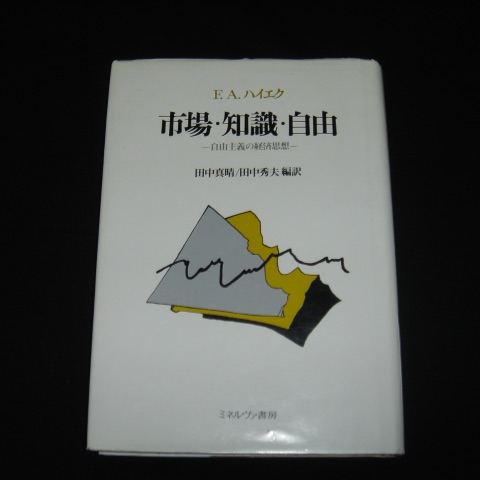 F. A. ハイエク
市場・知識・自由
—自由主義の経済思想—
田中真晴/田中秀夫 編訳
ミネルヴァ書房